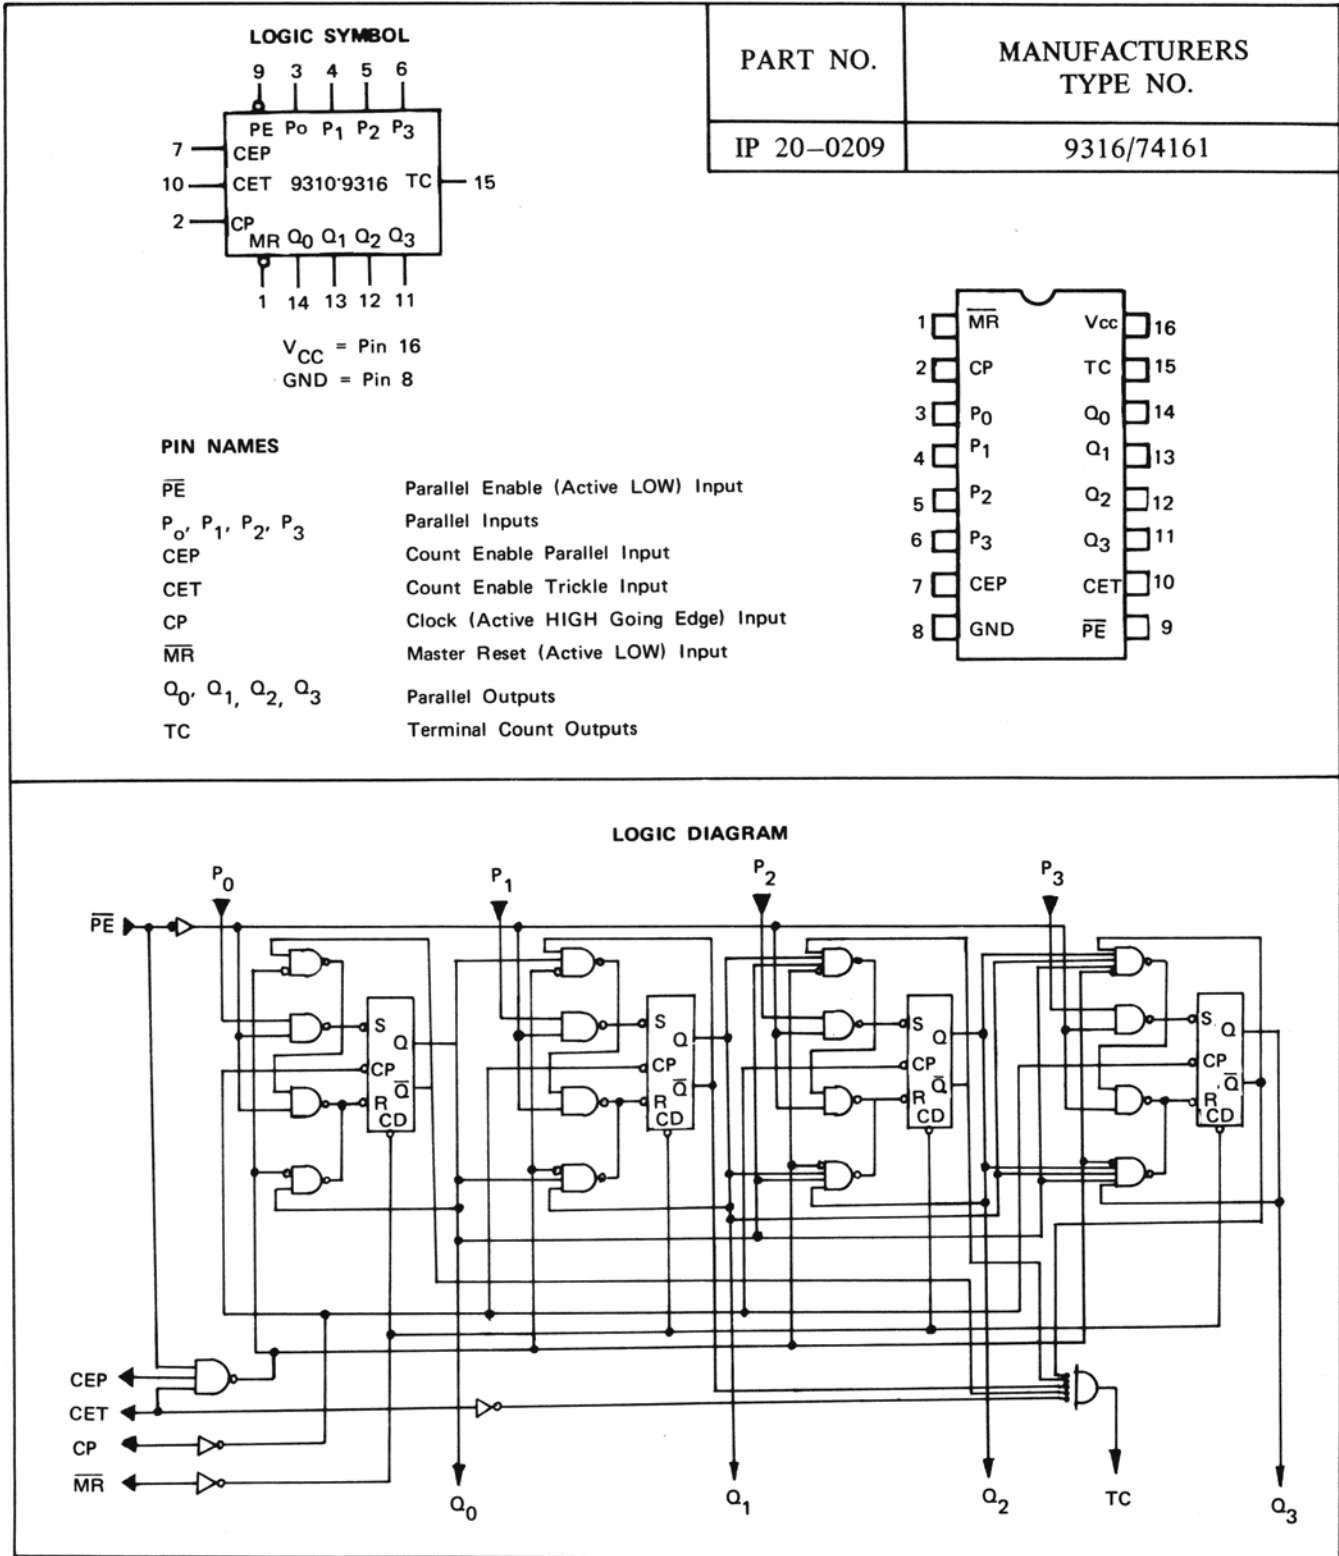 LOGIC SYMBOL
9 3 4 5 6
PE Po P1 P2 P3
7 CEP
10 CET 9310·9316 TC 15
2 CP
MR Q0 Q1 Q2 Q3
1 14 13 12 11
VCC = Pin 16
GND = Pin 8
PART NO.
MANUFACTURERS
TYPE NO.
IP 20–0209
9316/74161
1 M̅R̅ Vcc 16
2 CP TC 15
3 P0 Q0 14
4 P1 Q1 13
5 P2 Q2 12
6 P3 Q3 11
7 CEP CET 10
8 GND P̅E̅ 9
PIN NAMES
P̅E̅ Parallel Enable (Active LOW) Input
Po, P1, P2, P3 Parallel Inputs
CEP Count Enable Parallel Input
CET Count Enable Trickle Input
CP Clock (Active HIGH Going Edge) Input
M̅R̅ Master Reset (Active LOW) Input
Q0, Q1, Q2, Q3 Parallel Outputs
TC Terminal Count Outputs
LOGIC DIAGRAM
P0 P1 P2 P3
P̅E̅
S Q CP Q̅ R CD
S Q CP Q̅ R CD
S Q CP Q̅ R CD
S Q CP Q̅ R CD
CEP
CET
CP
M̅R̅
Q0 Q1 Q2 TC Q3